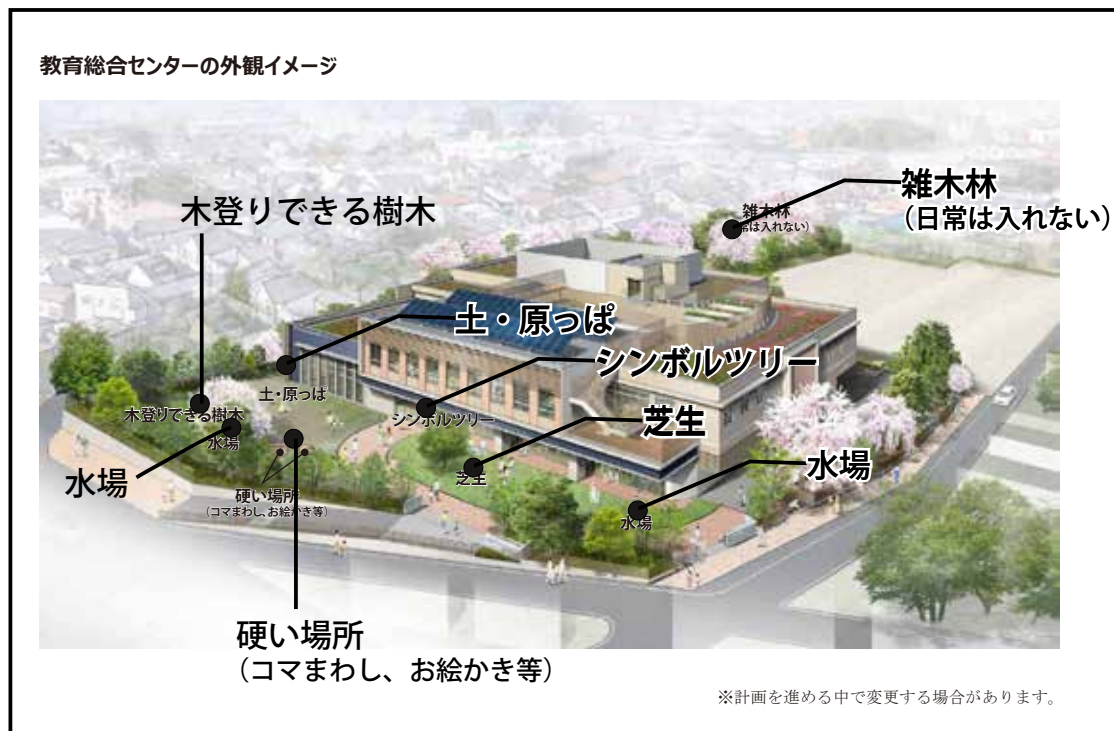 教育総合センターの外観イメージ
雑木林
（日常は入れない）
木登りできる樹木
雑木林
常は入れない）
土・原っぱ
シンボルツリー
土・原っぱ
木登りできる樹木
シンボルツリー
芝生
水場
水場
芝生
水場
硬い場所
（コマまわし、お絵かき等）
水場
硬い場所
（コマまわし、お絵かき等）
※計画を進める中で変更する場合があります。